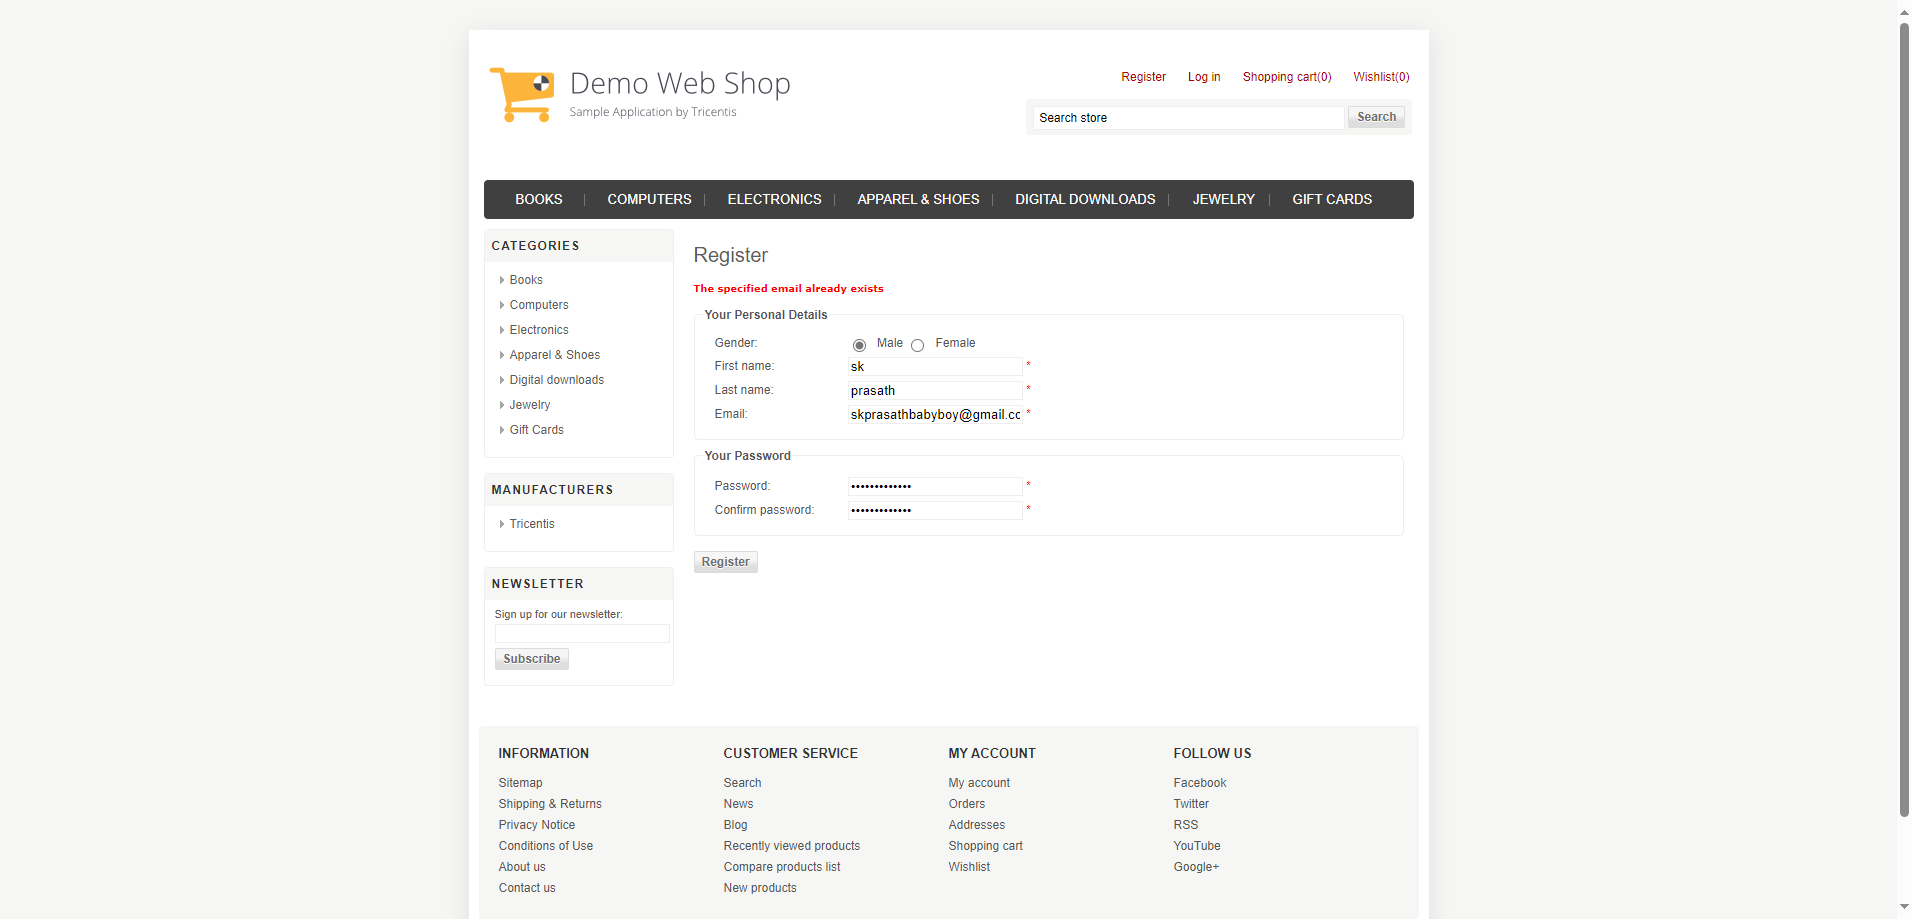 Demo Web Shop
Sample Application by Tricentis
Register Log in Shopping cart(0) Wishlist(0)
Search store Search
BOOKS COMPUTERS ELECTRONICS APPAREL & SHOES DIGITAL DOWNLOADS JEWELRY GIFT CARDS
CATEGORIES
Books
Computers
Electronics
Apparel & Shoes
Digital downloads
Jewelry
Gift Cards
MANUFACTURERS
Tricentis
NEWSLETTER
Sign up for our newsletter:
Subscribe
Register
The specified email already exists
Your Personal Details
Gender: Male Female
First name: sk *
Last name: prasath *
Email: skprasathbabyboy@gmail.cc *
Your Password
Password: ••••••••••••• *
Confirm password: ••••••••••••• *
Register
INFORMATION
Sitemap
Shipping & Returns
Privacy Notice
Conditions of Use
About us
Contact us
CUSTOMER SERVICE
Search
News
Blog
Recently viewed products
Compare products list
New products
MY ACCOUNT
My account
Orders
Addresses
Shopping cart
Wishlist
FOLLOW US
Facebook
Twitter
RSS
YouTube
Google+